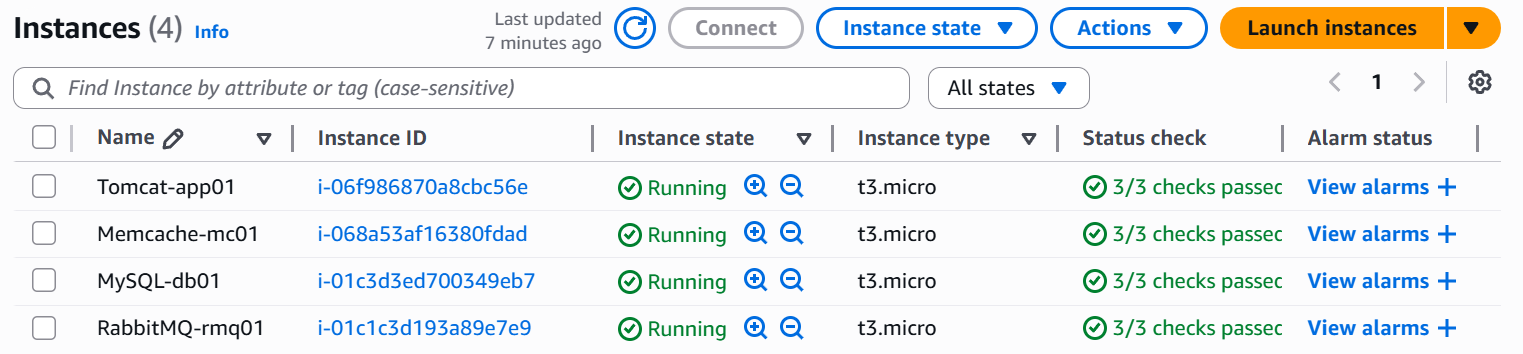 Instances (4) Info
Last updated
7 minutes ago
Connect
Instance state
Actions
Launch instances
Find Instance by attribute or tag (case-sensitive)
All states
1
Name Instance ID Instance state Instance type Status check Alarm status
Tomcat-app01 i-06f986870a8cbc56e Running t3.micro 3/3 checks passed View alarms +
Memcache-mc01 i-068a53af16380fdad Running t3.micro 3/3 checks passed View alarms +
MySQL-db01 i-01c3d3ed700349eb7 Running t3.micro 3/3 checks passed View alarms +
RabbitMQ-rmq01 i-01c1c3d193a89e7e9 Running t3.micro 3/3 checks passed View alarms +